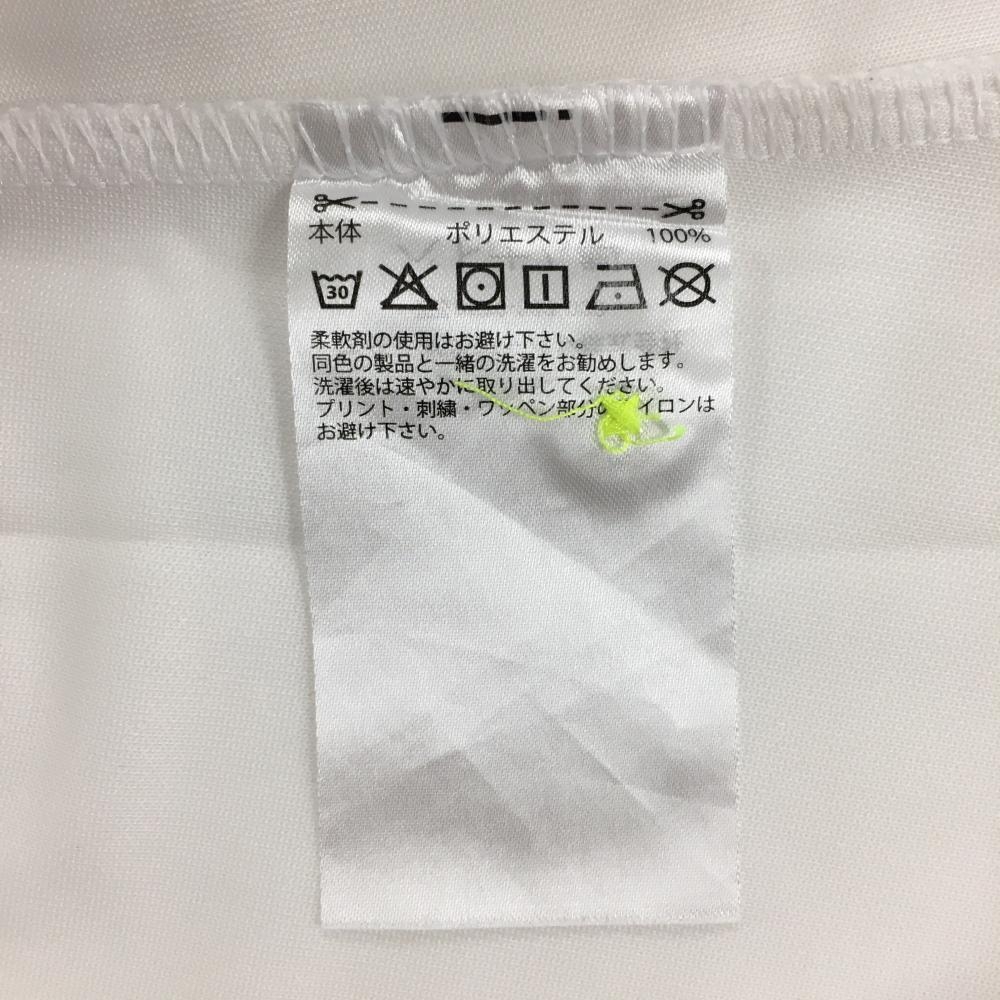 本体 ポリエステル 100%
30
柔軟剤の使用はお避け下さい。
同色の製品と一緒の洗濯をお勧めします。
洗濯後は速やかに取り出してください。
プリント・刺繍・ワッペン部分のアイロンは
お避け下さい。